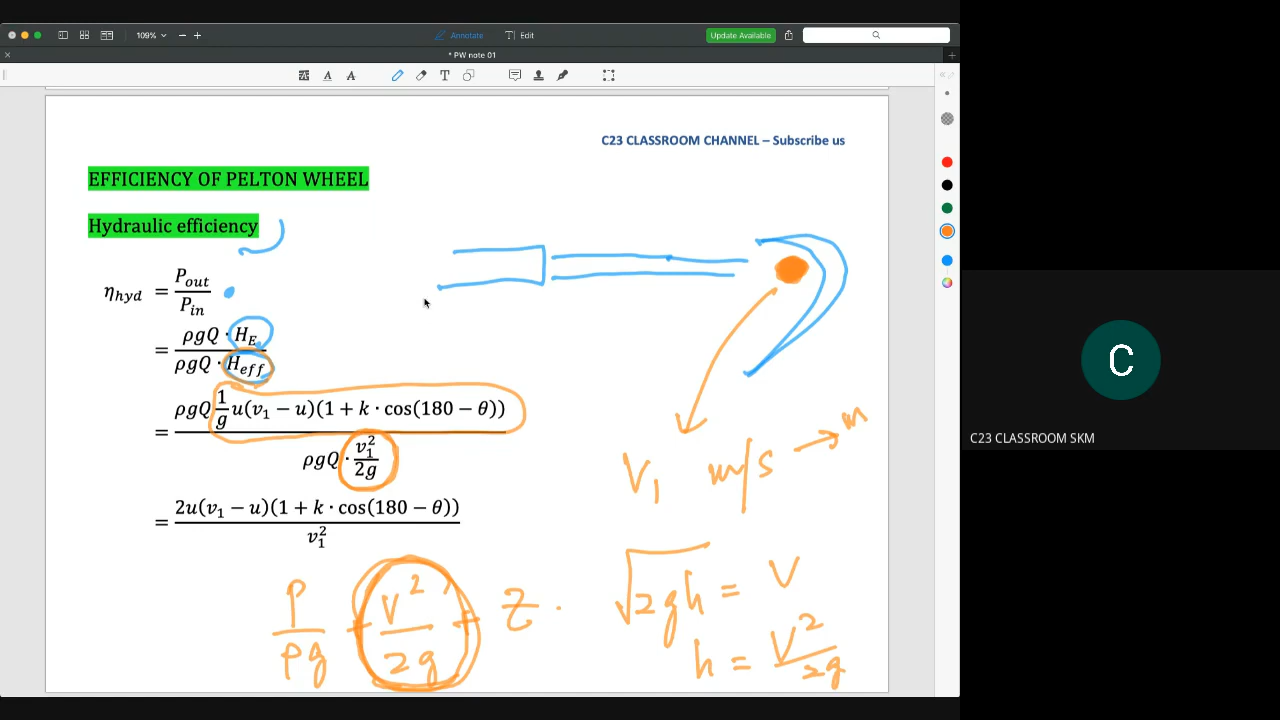 109%
Annotate
Edit
Update Available
* PW note 01
C23 CLASSROOM CHANNEL – Subscribe us
EFFICIENCY OF PELTON WHEEL
Hydraulic efficiency
η_hyd = P_out / P_in
= ρgQ · H_E / ρgQ · H_eff
= ρgQ 1/g u(v₁ − u)(1 + k · cos(180 − θ)) / ρgQ · v₁²/2g
= 2u(v₁ − u)(1 + k · cos(180 − θ)) / v₁²
V₁ m/s → m
P/ρg + V²/2g + Z .
√2gh = V
h = V²/2g
C
C23 CLASSROOM SKM